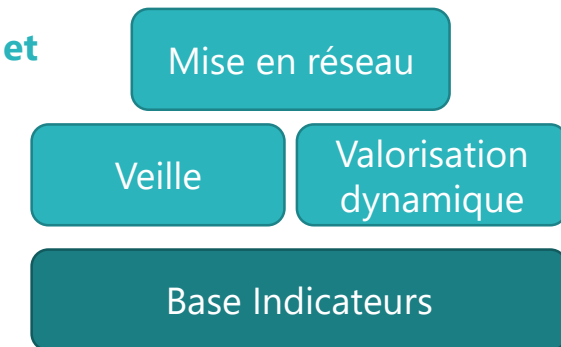 et
Mise en réseau
Veille
Valorisation
dynamique
Base Indicateurs